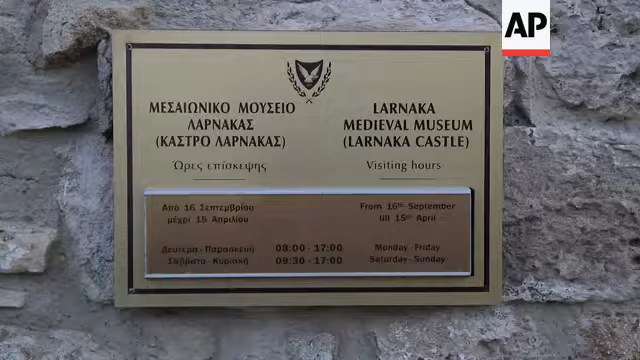 AP
ΜΕΣΑΙΩΝΙΚΟ ΜΟΥΣΕΙΟ
ΛΑΡΝΑΚΑΣ
(ΚΑΣΤΡΟ ΛΑΡΝΑΚΑΣ)
Ώρες επίσκεψης
LARNAKA
MEDIEVAL MUSEUM
(LARNAKA CASTLE)
Visiting hours
Από 16 Σεπτεμβρίου
μέχρι 15 Απριλίου
From 16th September
till 15th April
Δευτέρα - Παρασκευή 08:00 - 17:00 Monday - Friday
Σάββατο - Κυριακή 09:30 - 17:00 Saturday - Sunday